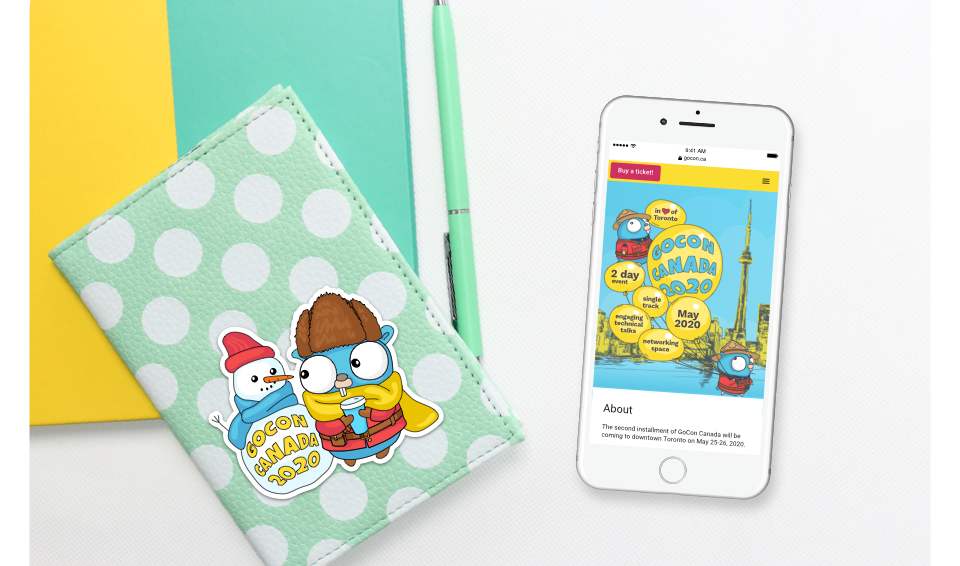 GOCON
CANADA
2020
9:41 AM
gocon.ca
Buy a ticket!
in ❤ of
Toronto
GOCON
CANADA
2020
2 day
event
single
track
May
2020
engaging
technical
talks
networking
space
About
The second installment of GoCon Canada will be
coming to downtown Toronto on May 25-26, 2020.